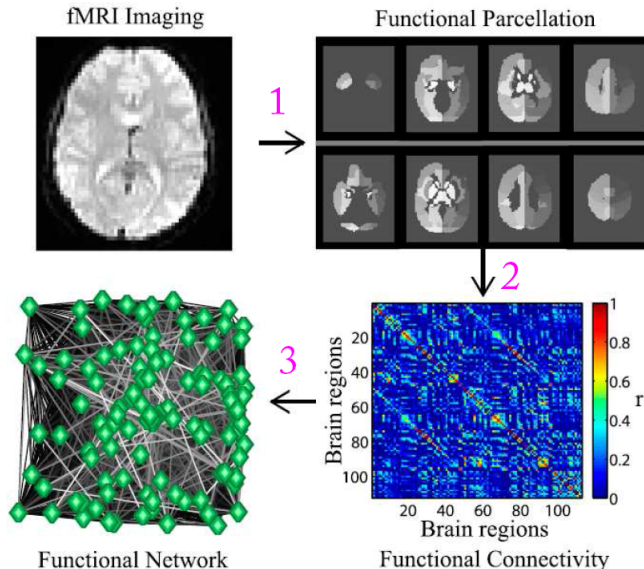 fMRI Imaging
Functional Parcellation
1
2
3
20
40
60
80
100
Brain regions
20 40 60 80 100
Brain regions
1
0.8
0.6
0.4
0.2
0
r
Functional Network
Functional Connectivity